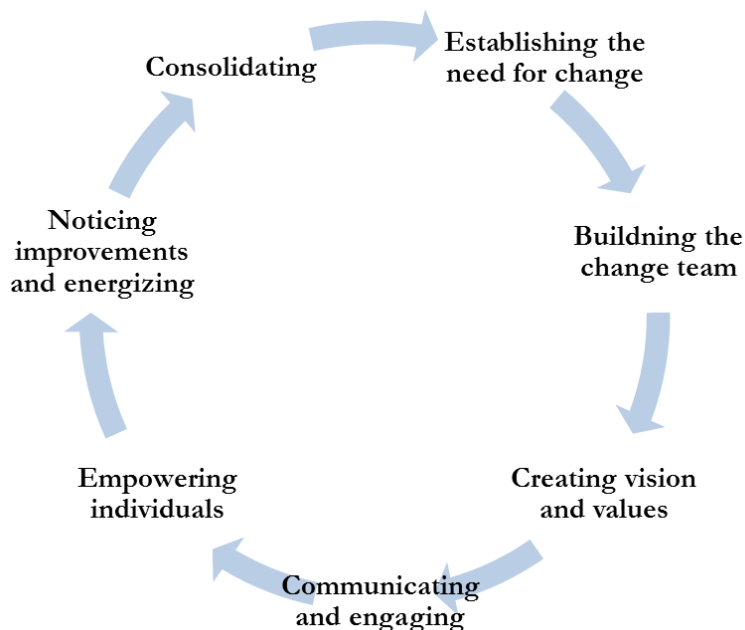 Establishing the
need for change
Buildning the
change team
Creating vision
and values
Communicating
and engaging
Empowering
individuals
Noticing
improvements
and energizing
Consolidating